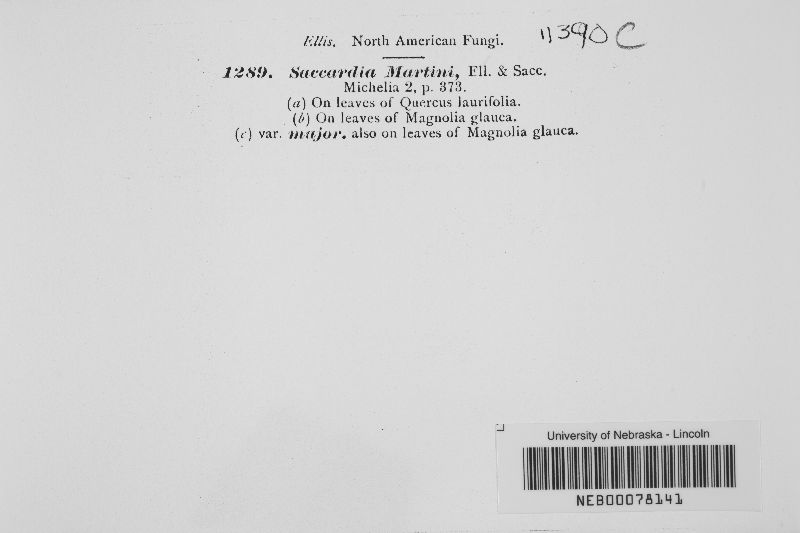 Ellis. North American Fungi. 11390 C
1289. Saccardia Martini, Ell. & Sacc.
Michelia 2, p. 373.
(a) On leaves of Quercus laurifolia.
(b) On leaves of Magnolia glauca.
(c) var. major. also on leaves of Magnolia glauca.
University of Nebraska - Lincoln
NEB00078141